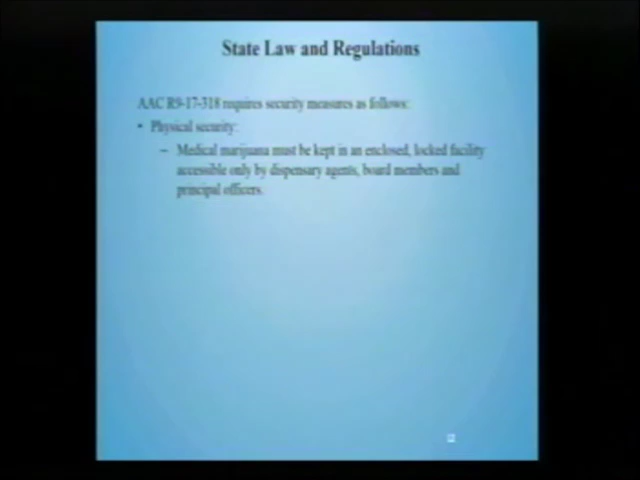 State Law and Regulations
AAC R9-17-318 requires security measures as follows:
• Physical security:
– Medical marijuana must be kept in an enclosed, locked facility
accessible only by dispensary agents, board members and
principal officers.